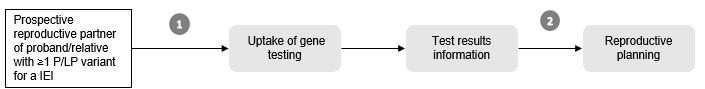 Prospective
reproductive partner
of proband/relative
with ≥1 P/LP variant
for a IEI
1
Uptake of gene
testing
Test results
information
2
Reproductive
planning